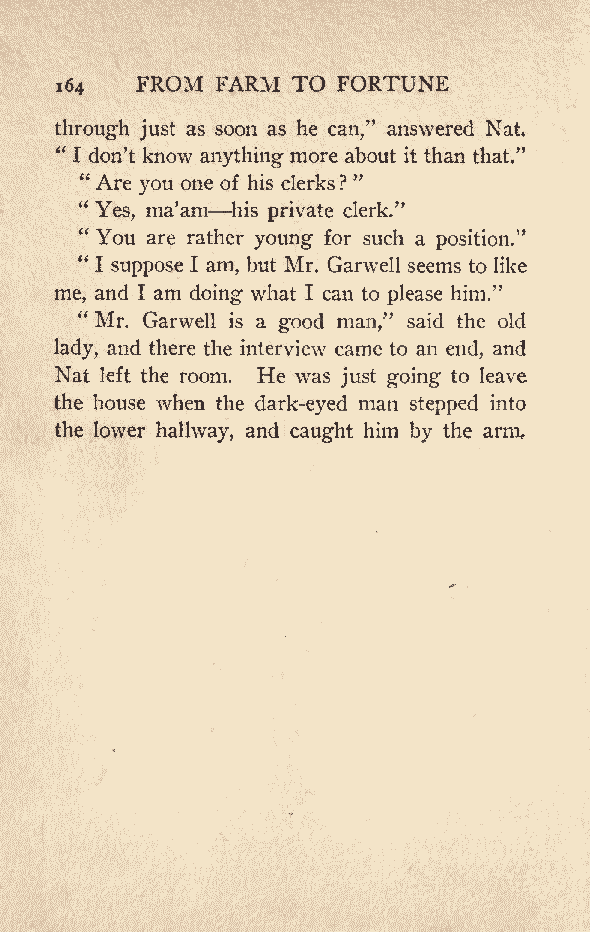 164 FROM FARM TO FORTUNE
through just as soon as he can,” answered Nat.
“ I don’t know anything more about it than that.”
“ Are you one of his clerks? ”
“ Yes, ma’am—his private clerk.”
“ You are rather young for such a position.”
“ I suppose I am, but Mr. Garwell seems to like
me, and I am doing what I can to please him.”
“ Mr. Garwell is a good man,” said the old
lady, and there the interview came to an end, and
Nat left the room. He was just going to leave
the house when the dark-eyed man stepped into
the lower hallway, and caught him by the arm.